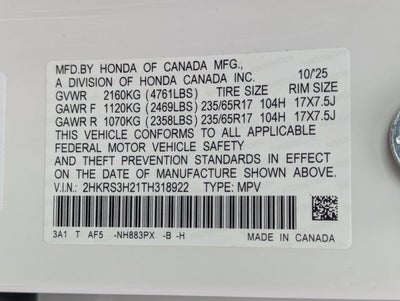 MFD.BY HONDA OF CANADA MFG.,
A DIVISION OF HONDA CANADA INC. 10/'25
GVWR 2160KG (4761LBS) TIRE SIZE RIM SIZE
GAWR F 1120KG (2469LBS) 235/65R17 104H 17X7.5J
GAWR R 1070KG (2358LBS) 235/65R17 104H 17X7.5J
THIS VEHICLE CONFORMS TO ALL APPLICABLE
FEDERAL MOTOR VEHICLE SAFETY
AND THEFT PREVENTION STANDARDS IN EFFECT
ON THE DATE OF MANUFACTURE SHOWN ABOVE.
V.I.N.: 2HKRS3H21TH318922 TYPE: MPV
3A1 T AF5 -NH883PX -B -H MADE IN CANADA